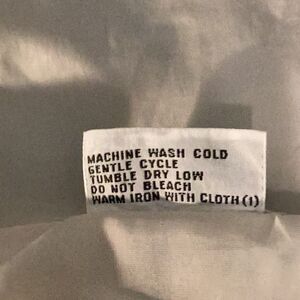 MACHINE WASH COLD
GENTLE CYCLE
TUMBLE DRY LOW
DO NOT BLEACH
WARM IRON WITH CLOTH(1)